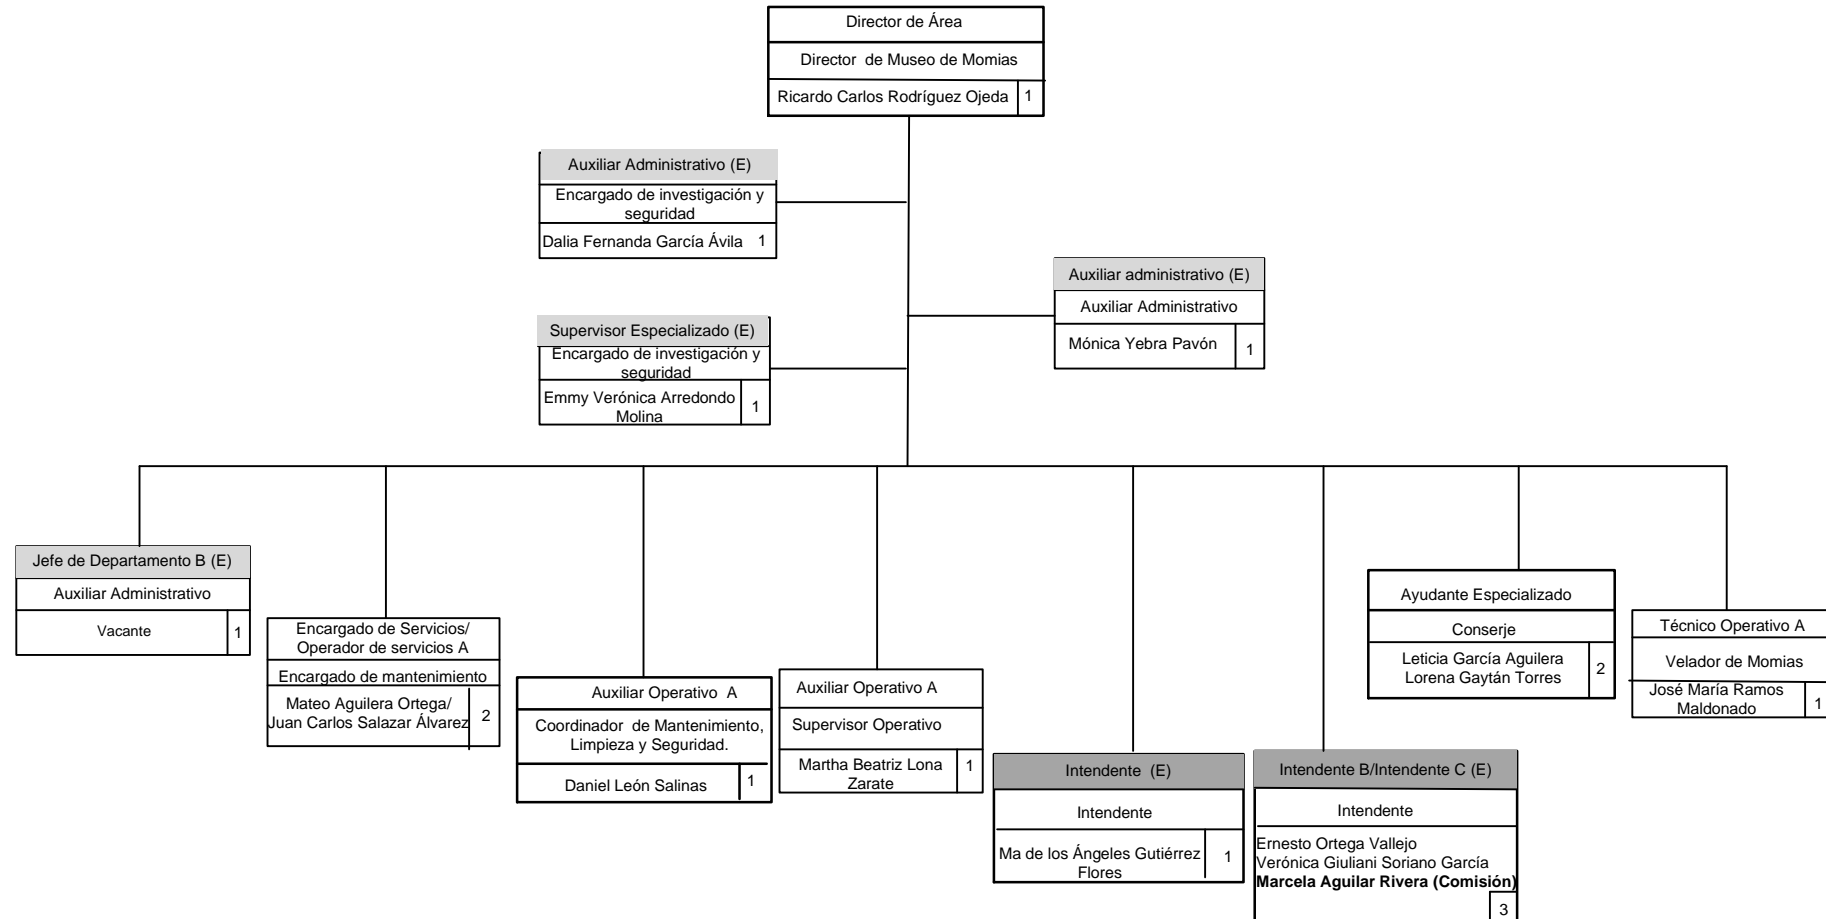 Director de Área
Director de Museo de Momias
Ricardo Carlos Rodríguez Ojeda 1
Auxiliar Administrativo (E)
Encargado de investigación y
seguridad
Dalia Fernanda García Ávila 1
Auxiliar administrativo (E)
Auxiliar Administrativo
Mónica Yebra Pavón 1
Supervisor Especializado (E)
Encargado de investigación y
seguridad
Emmy Verónica Arredondo
Molina
1
Jefe de Departamento B (E)
Auxiliar Administrativo
Vacante 1
Encargado de Servicios/
Operador de servicios A
Encargado de mantenimiento
Mateo Aguilera Ortega/
Juan Carlos Salazar Álvarez
2
Auxiliar Operativo A
Coordinador de Mantenimiento,
Limpieza y Seguridad.
Daniel León Salinas 1
Auxiliar Operativo A
Supervisor Operativo
Martha Beatriz Lona
Zarate
1
Intendente (E)
Intendente
Ma de los Ángeles Gutiérrez
Flores
1
Intendente B/Intendente C (E)
Intendente
Ernesto Ortega Vallejo
Verónica Giuliani Soriano García
Marcela Aguilar Rivera (Comisión)
3
Ayudante Especializado
Conserje
Leticia García Aguilera
Lorena Gaytán Torres
2
Técnico Operativo A
Velador de Momias
José María Ramos
Maldonado
1